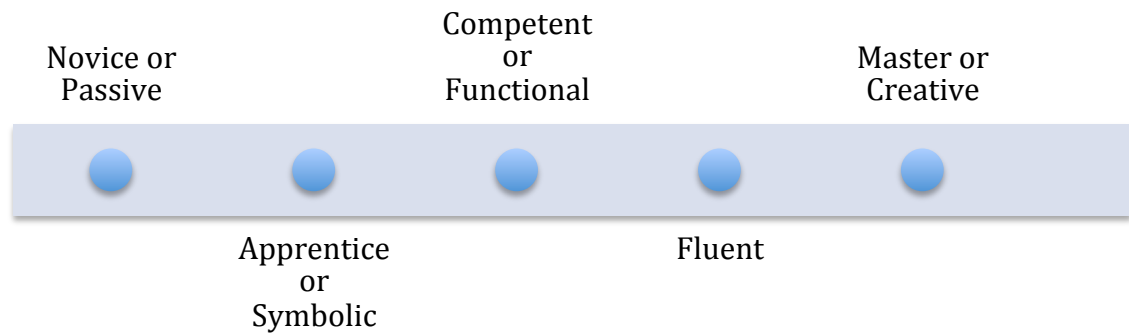 Novice or
Passive
Apprentice
or
Symbolic
Competent
or
Functional
Fluent
Master or
Creative